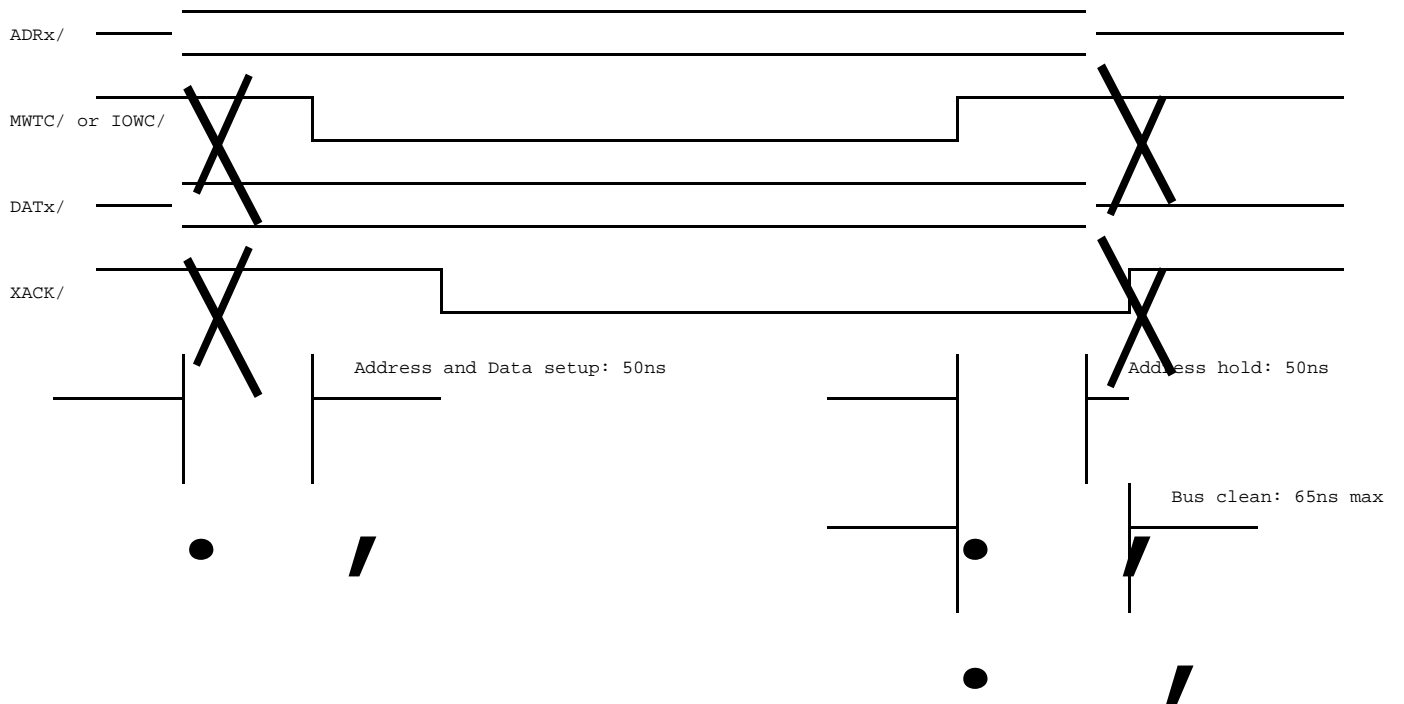 ADRx/
MWTC/ or IOWC/
DATx/
XACK/
Address and Data setup: 50ns
Address hold: 50ns
Bus clean: 65ns max